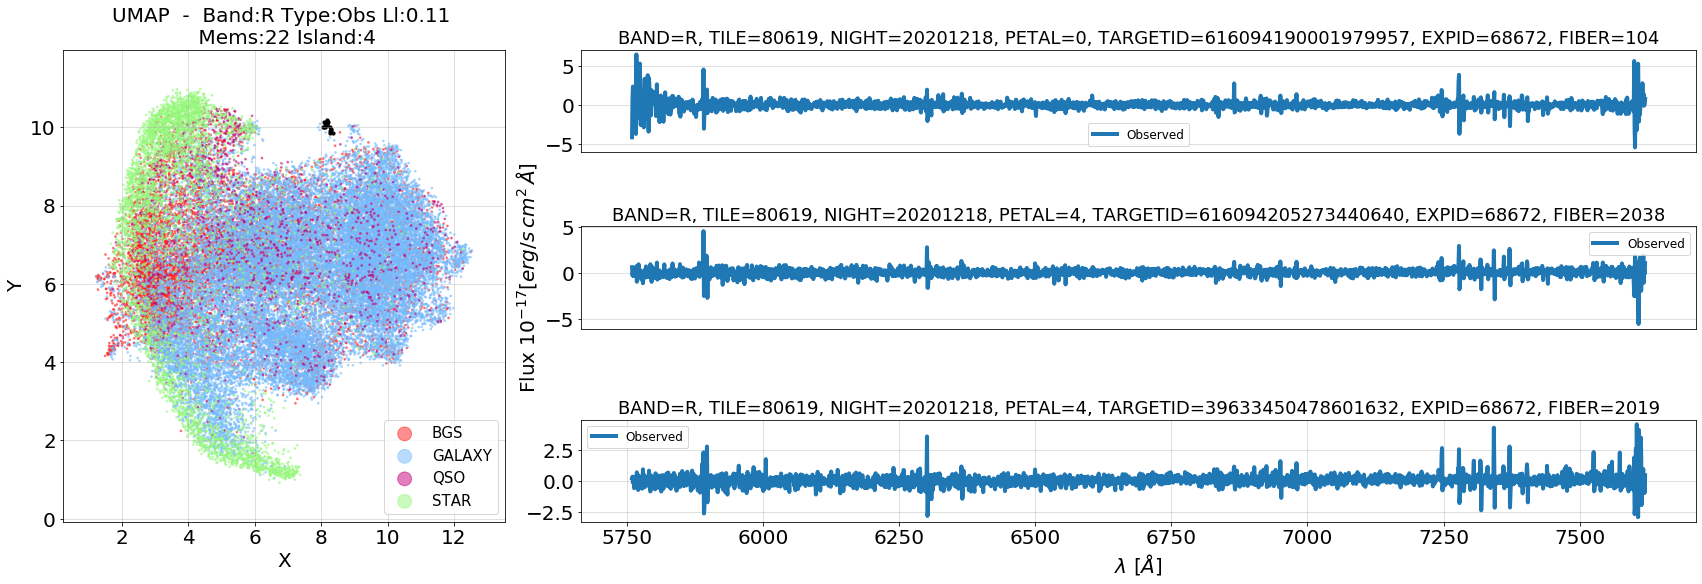 UMAP - Band:R Type:Obs Ll:0.11
Mems:22 Island:4
Y
10
8
6
4
2
0
2 4 6 8 10 12
X
BGS
GALAXY
QSO
STAR
Flux 10⁻¹⁷[erg/s cm² Å]
BAND=R, TILE=80619, NIGHT=20201218, PETAL=0, TARGETID=616094190001979957, EXPID=68672, FIBER=104
5
0
−5
Observed
BAND=R, TILE=80619, NIGHT=20201218, PETAL=4, TARGETID=616094205273440640, EXPID=68672, FIBER=2038
5
0
−5
Observed
BAND=R, TILE=80619, NIGHT=20201218, PETAL=4, TARGETID=39633450478601632, EXPID=68672, FIBER=2019
Observed
2.5
0.0
−2.5
5750 6000 6250 6500 6750 7000 7250 7500
λ [Å]